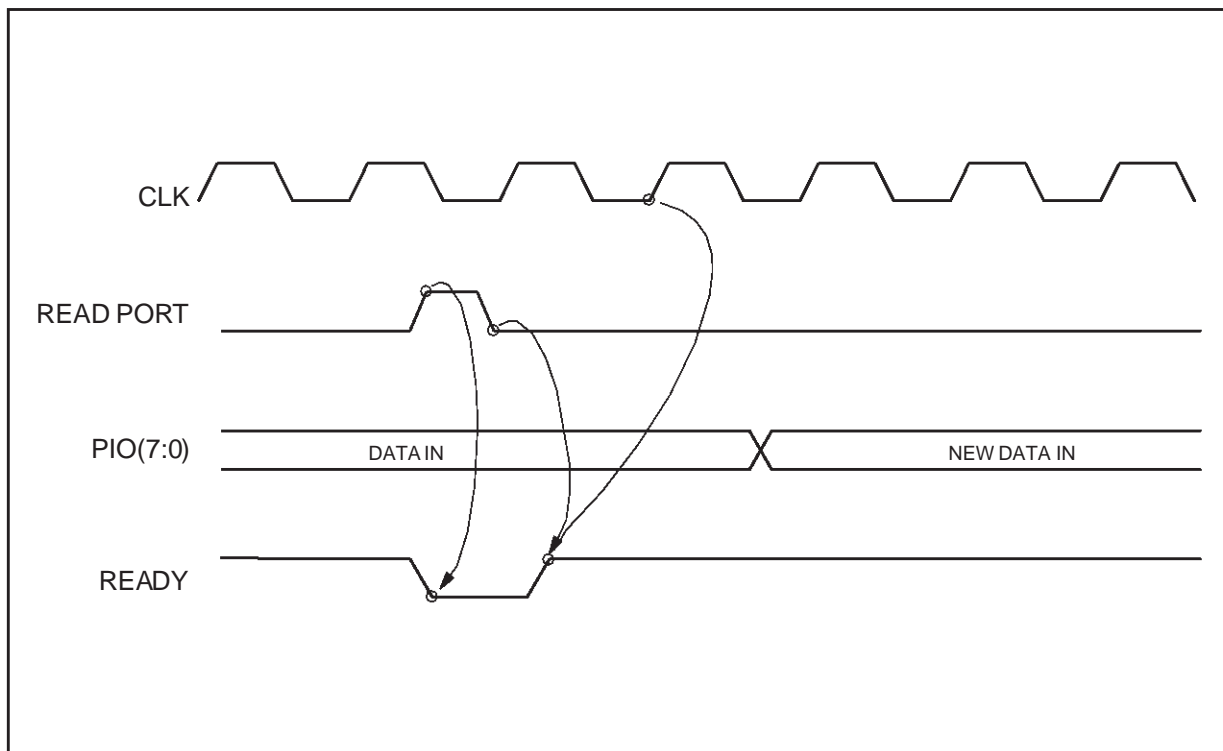 CLK
READ PORT
PIO(7:0)
DATA IN
NEW DATA IN
READY